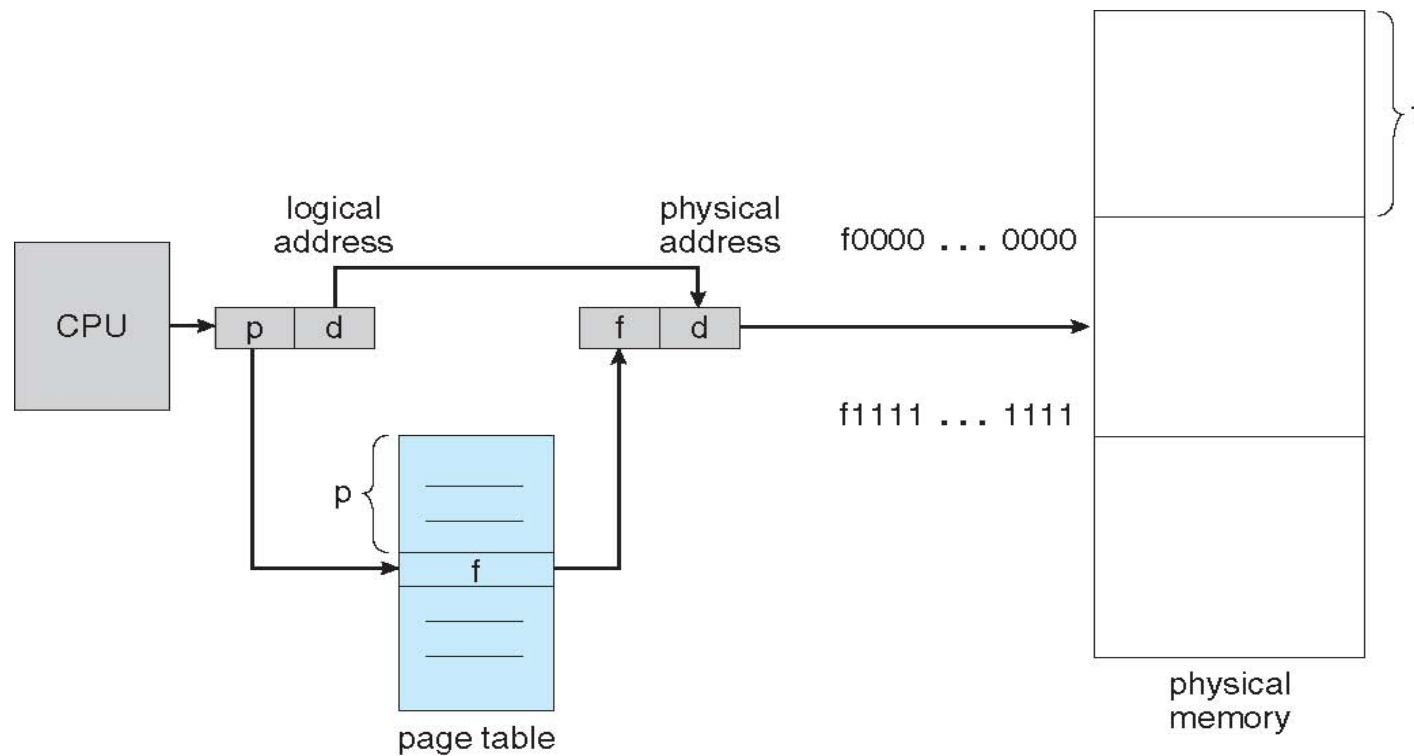 logical
address
physical
address
f0000 ... 0000
CPU
p
d
f
d
f1111 ... 1111
p
f
page table
physical
memory